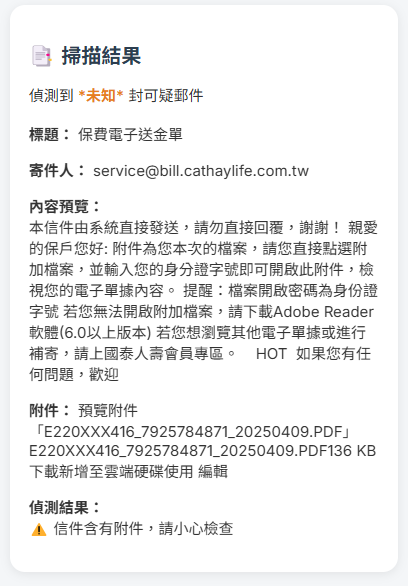 掃描結果
偵測到 *未知* 封可疑郵件
標題： 保費電子送金單
寄件人： service@bill.cathaylife.com.tw
內容預覽：
本信件由系統直接發送，請勿直接回覆，謝謝！ 親愛
的保戶您好: 附件為您本次的檔案，請您直接點選附
加檔案，並輸入您的身分證字號即可開啟此附件，檢
視您的電子單據內容。 提醒：檔案開啟密碼為身份證
字號 若您無法開啟附加檔案，請下載Adobe Reader
軟體(6.0以上版本) 若您想瀏覽其他電子單據或進行
補寄，請上國泰人壽會員專區。 HOT 如果您有任
何問題，歡迎
附件： 預覽附件
「E220XXX416_7925784871_20250409.PDF」
E220XXX416_7925784871_20250409.PDF136 KB
下載新增至雲端硬碟使用 編輯
偵測結果：
⚠️ 信件含有附件，請小心檢查